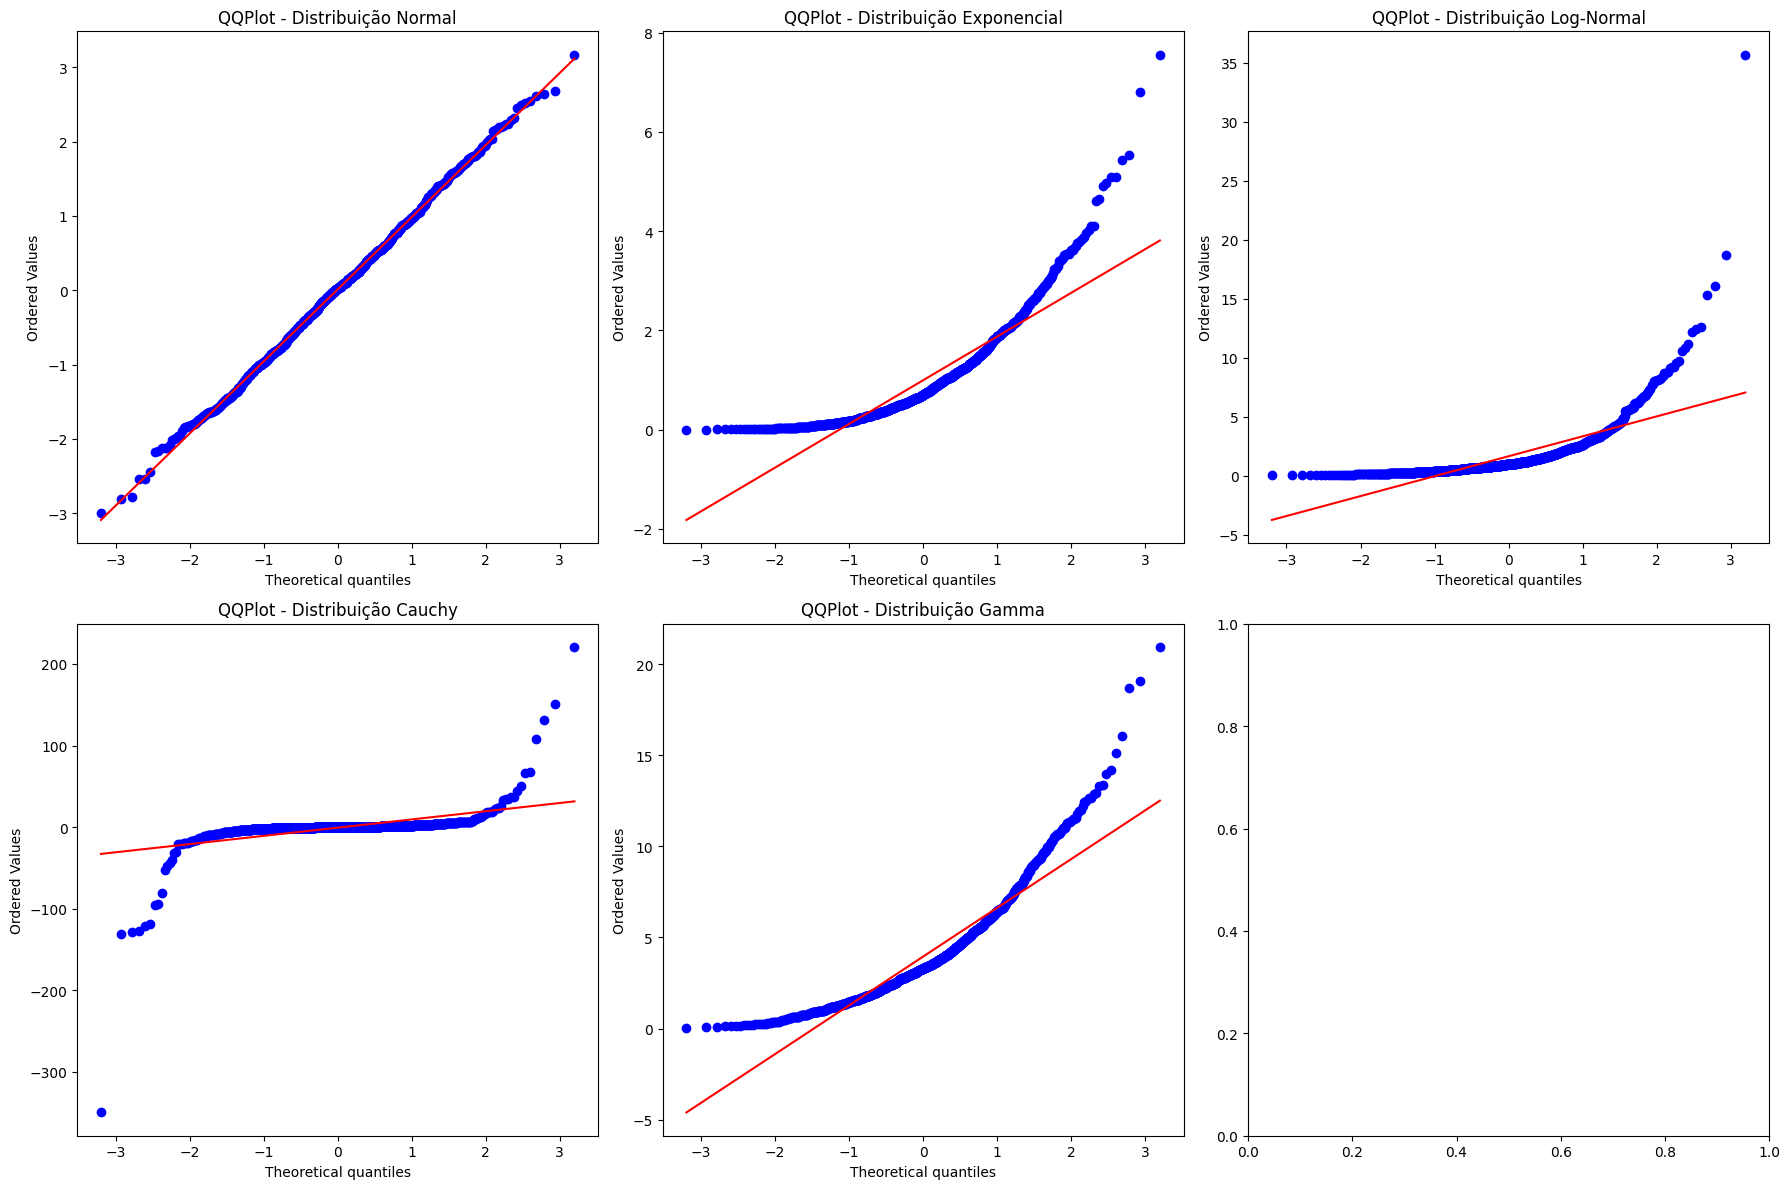 QQPlot - Distribuição Normal
3
2
1
0
−1
−2
−3
Ordered Values
−3 −2 −1 0 1 2 3
Theoretical quantiles
QQPlot - Distribuição Exponencial
8
6
4
2
0
−2
Ordered Values
−3 −2 −1 0 1 2 3
Theoretical quantiles
QQPlot - Distribuição Log-Normal
35
30
25
20
15
10
5
0
−5
Ordered Values
−3 −2 −1 0 1 2 3
Theoretical quantiles
QQPlot - Distribuição Cauchy
200
100
0
−100
−200
−300
Ordered Values
−3 −2 −1 0 1 2 3
Theoretical quantiles
QQPlot - Distribuição Gamma
20
15
10
5
0
−5
Ordered Values
−3 −2 −1 0 1 2 3
Theoretical quantiles
1.0
0.8
0.6
0.4
0.2
0.0
0.0 0.2 0.4 0.6 0.8 1.0